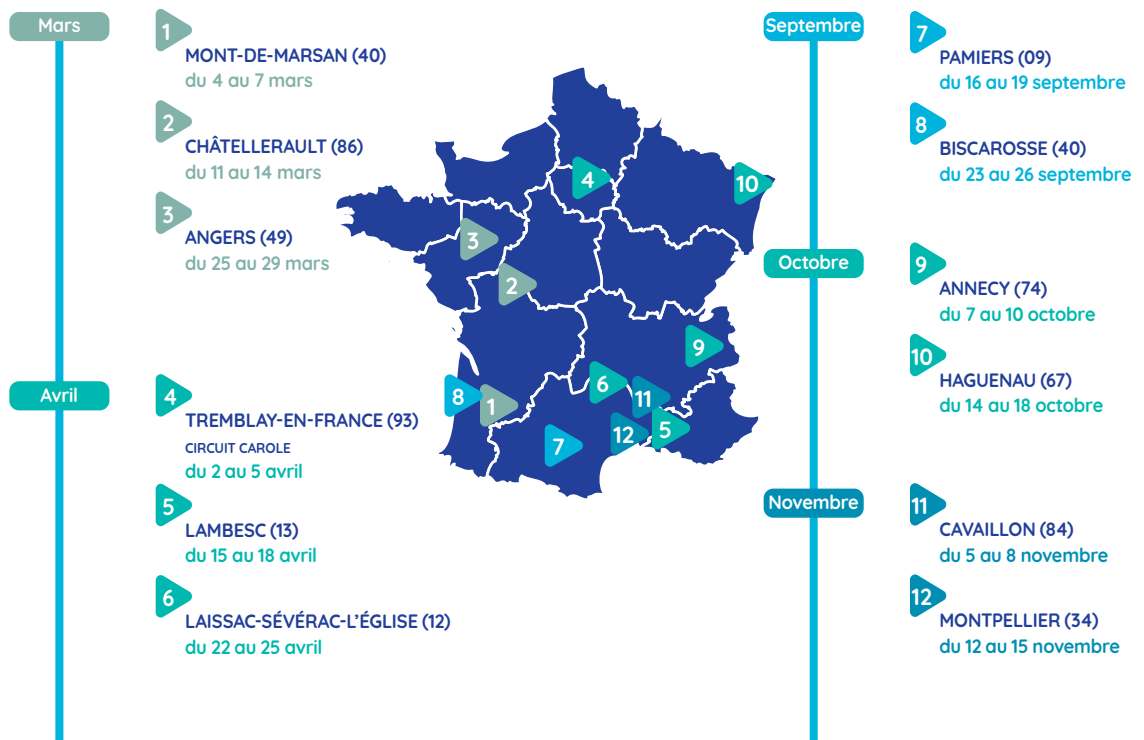 Mars
1
MONT-DE-MARSAN (40)
du 4 au 7 mars
2
CHÂTELLERAULT (86)
du 11 au 14 mars
3
ANGERS (49)
du 25 au 29 mars
Avril
4
TREMBLAY-EN-FRANCE (93)
CIRCUIT CAROLE
du 2 au 5 avril
5
LAMBESC (13)
du 15 au 18 avril
6
LAISSAC-SÉVÉRAC-L’ÉGLISE (12)
du 22 au 25 avril
4
10
3
2
9
6
8
11
1
5
12
7
Septembre
7
PAMIERS (09)
du 16 au 19 septembre
8
BISCAROSSE (40)
du 23 au 26 septembre
Octobre
9
ANNECY (74)
du 7 au 10 octobre
10
HAGUENAU (67)
du 14 au 18 octobre
Novembre
11
CAVAILLON (84)
du 5 au 8 novembre
12
MONTPELLIER (34)
du 12 au 15 novembre